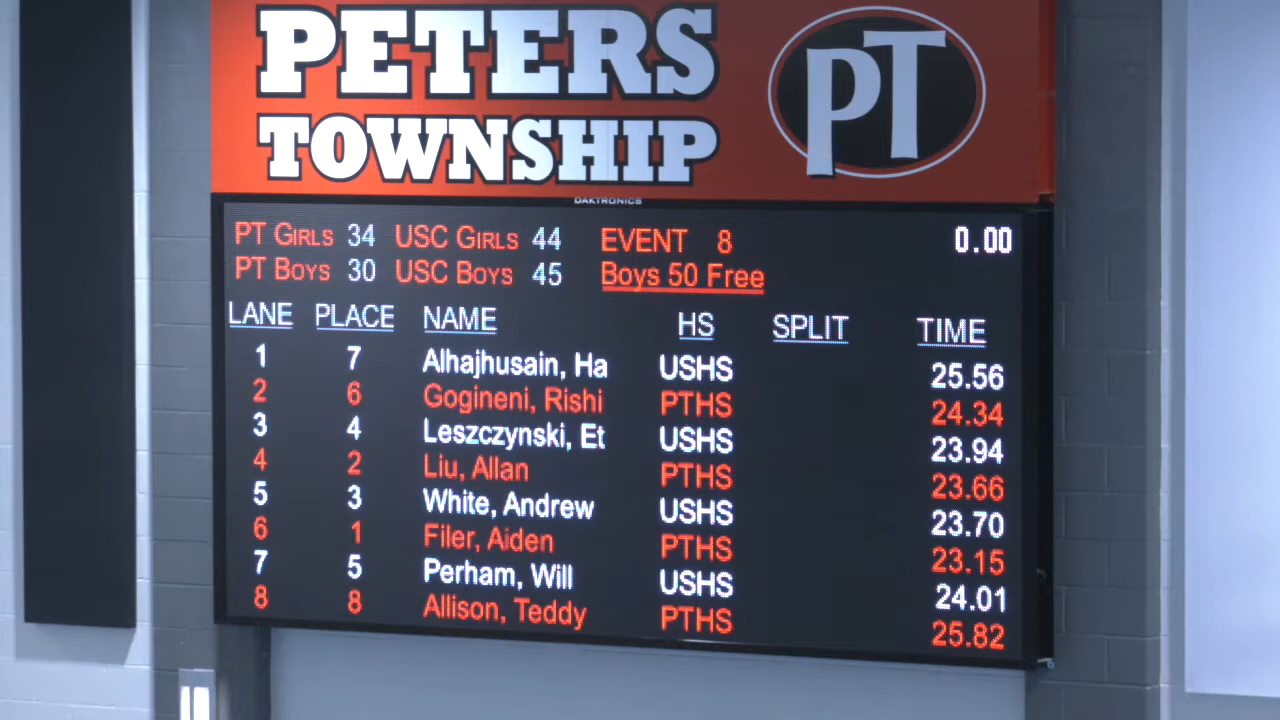 PETERS
TOWNSHIP
PT
DAKTRONICS
PT GIRLS 34 USC GIRLS 44 EVENT 8 0.00
PT BOYS 30 USC BOYS 45 Boys 50 Free
LANE PLACE NAME HS SPLIT TIME
1 7 Alhajhusain, Ha USHS 25.56
2 6 Gogineni, Rishi PTHS 24.34
3 4 Leszczynski, Et USHS 23.94
4 2 Liu, Allan PTHS 23.66
5 3 White, Andrew USHS 23.70
6 1 Filer, Aiden PTHS 23.15
7 5 Perham, Will USHS 24.01
8 8 Allison, Teddy PTHS 25.82